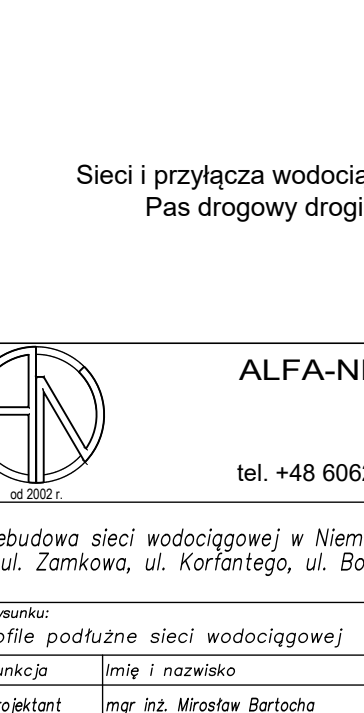 Sieci i przyłącza wodocią
Pas drogowy drogi
ALFA-N
od 2002 r.
tel. +48 606
ebudowa sieci wodociągowej w Niem
ul. Zamkowa, ul. Korfantego, ul. Bo
ysunku:
ofile podłużne sieci wodociągowej
unkcja Imię i nazwisko
rojektant mgr inż. Mirosław Bartocha